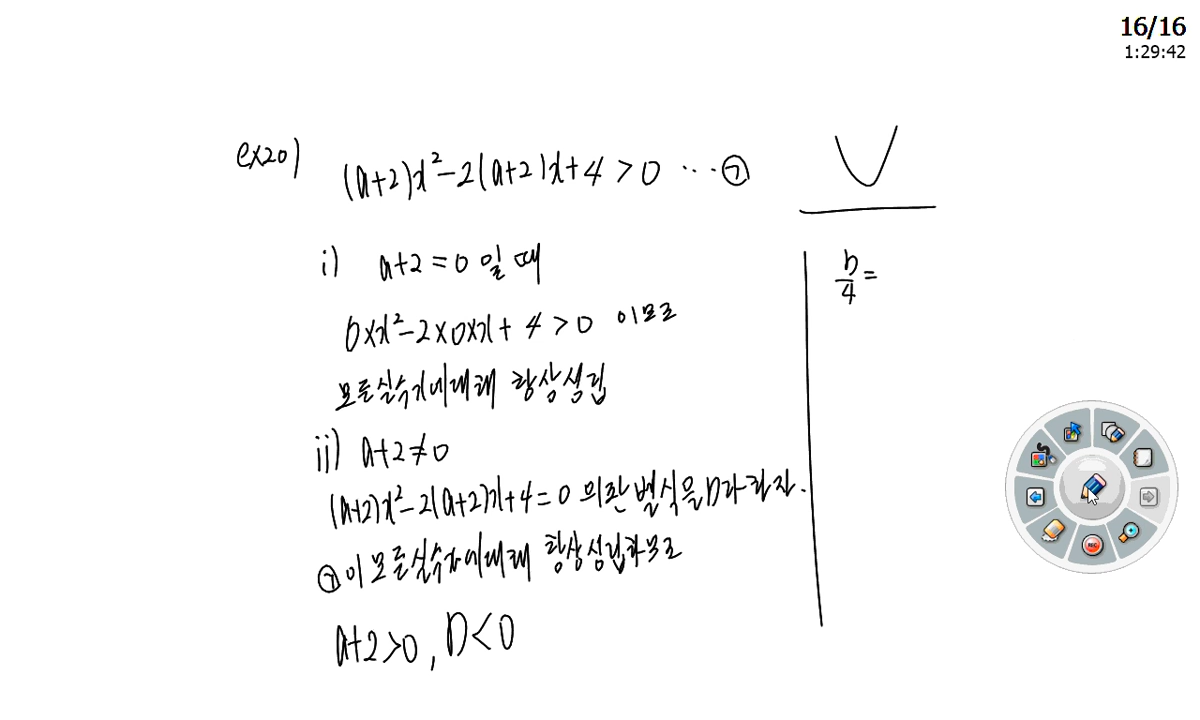 16/16
1:29:42
ex20)
(a+2)x²-2(a+2)x+4>0 ··· ㉠
i) a+2=0 일 때
0×x²-2×0×x+4>0 이므로
모든실수x에대해 항상성립
ii) a+2≠0
(a+2)x²-2(a+2)x+4=0 의판별식을D라하자.
㉠이 모든실수x에대해 항상성립하므로
a+2>0, D<0
D/4=
REC